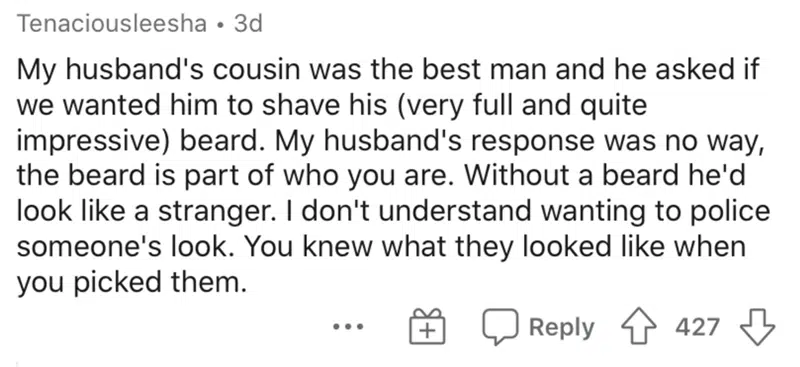 Tenaciousleesha • 3d
My husband's cousin was the best man and he asked if
we wanted him to shave his (very full and quite
impressive) beard. My husband's response was no way,
the beard is part of who you are. Without a beard he'd
look like a stranger. I don't understand wanting to police
someone's look. You knew what they looked like when
you picked them.
... Reply 427